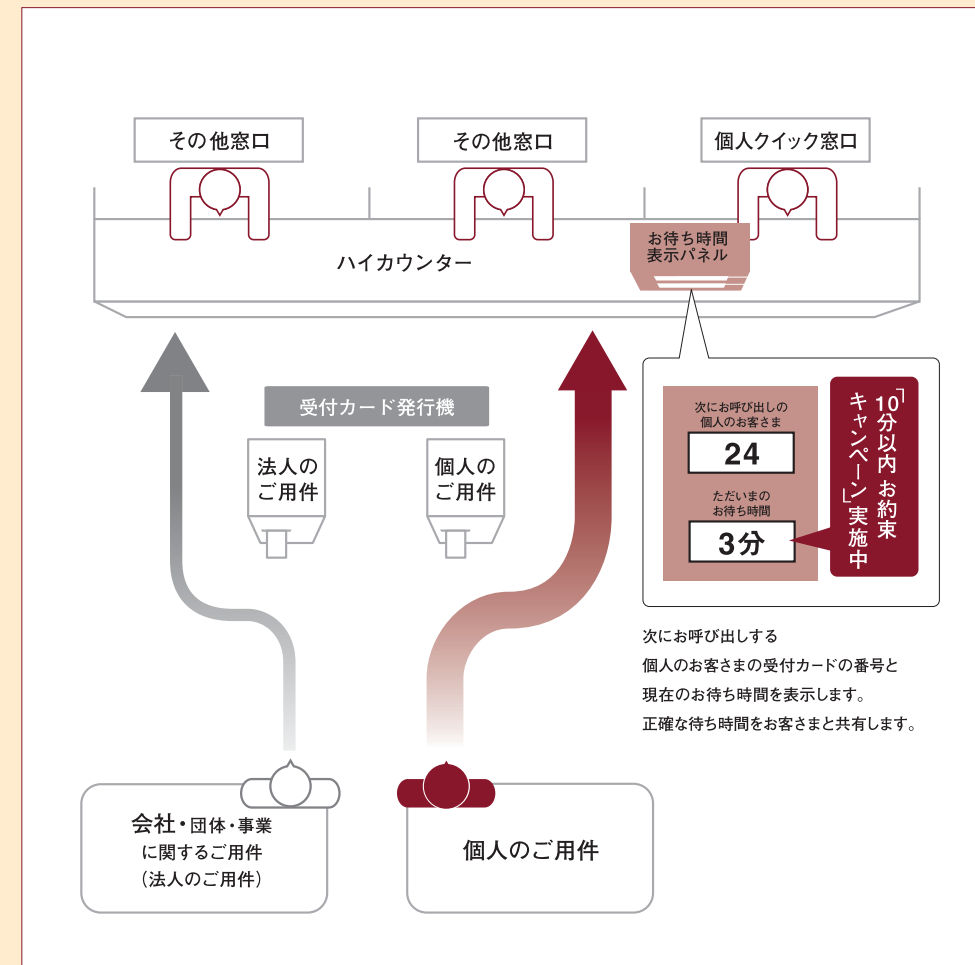 その他窓口
その他窓口
個人クイック窓口
お待ち時間
表示パネル
ハイカウンター
受付カード発行機
法人の
ご用件
個人の
ご用件
次にお呼び出しの
個人のお客さま
24
ただいまの
お待ち時間
3分
「10分以内 お約束
キャンペーン」実施中
次にお呼び出しする
個人のお客さまの受付カードの番号と
現在のお待ち時間を表示します。
正確な待ち時間をお客さまと共有します。
会社・団体・事業
に関するご用件
（法人のご用件）
個人のご用件